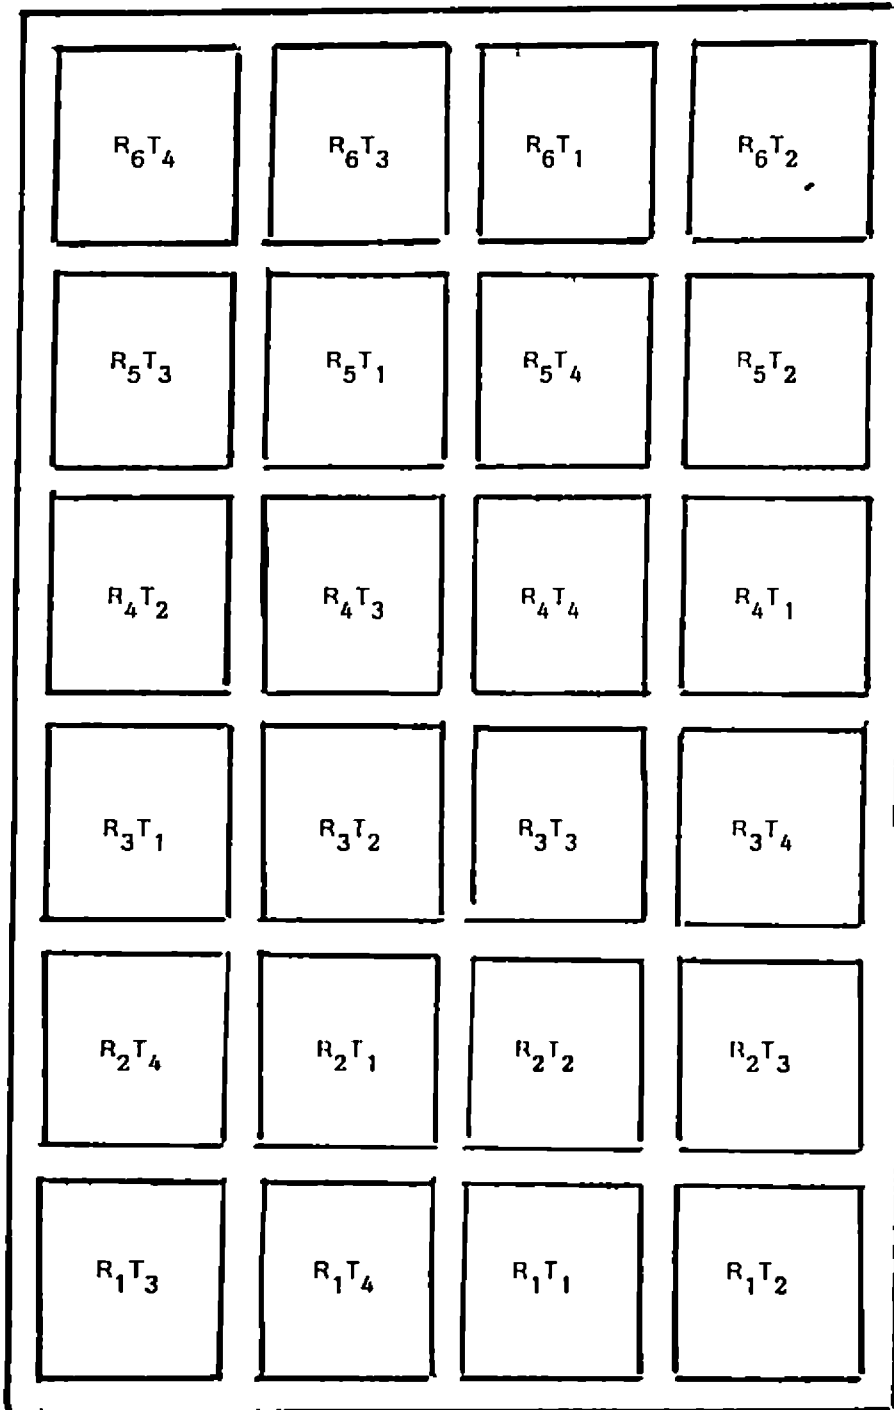 R₆T₄ R₆T₃ R₆T₁ R₆T₂
R₅T₃ R₅T₁ R₅T₄ R₅T₂
R₄T₂ R₄T₃ R₄T₄ R₄T₁
R₃T₁ R₃T₂ R₃T₃ R₃T₄
R₂T₄ R₂T₁ R₂T₂ R₂T₃
R₁T₃ R₁T₄ R₁T₁ R₁T₂